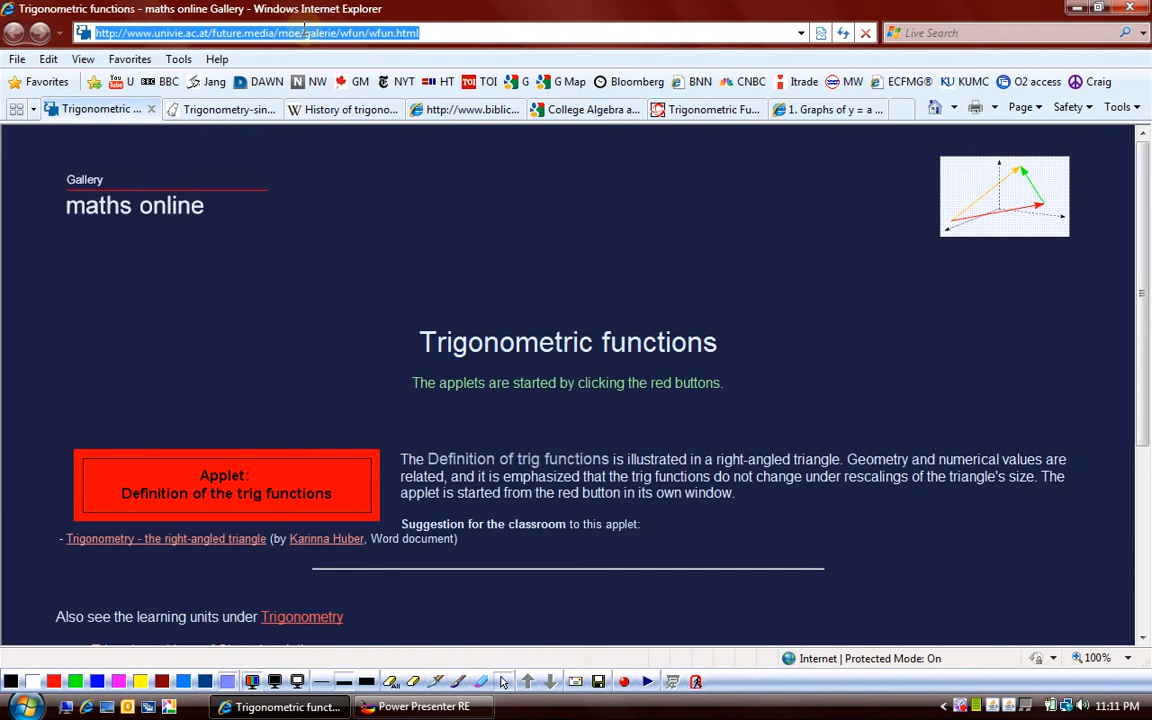 Trigonometric functions - maths online Gallery - Windows Internet Explorer
http://www.univie.ac.at/future.media/moe/galerie/wfun/wfun.html
Live Search
File Edit View Favorites Tools Help
Favorites YouTube U BBC Jang DAWN N NW GM NYT HT TOI TOI G G Map Bloomberg BNN CNBC Itrade MW ECFMG® KU KUMC O2 access Craig
Trigonometric ... Trigonometry-sin... W History of trigono... http://www.biblic... College Algebra a... Trigonometric Fu... 1. Graphs of y = a ... Page Safety Tools
Gallery
maths online
Trigonometric functions
The applets are started by clicking the red buttons.
Applet:
Definition of the trig functions
The Definition of trig functions is illustrated in a right-angled triangle. Geometry and numerical values are
related, and it is emphasized that the trig functions do not change under rescalings of the triangle's size. The
applet is started from the red button in its own window.
Suggestion for the classroom to this applet:
- Trigonometry - the right-angled triangle (by Karinna Huber, Word document)
Also see the learning units under Trigonometry
Internet | Protected Mode: On
100%
All
Trigonometric funct...
Power Presenter RE
11:11 PM